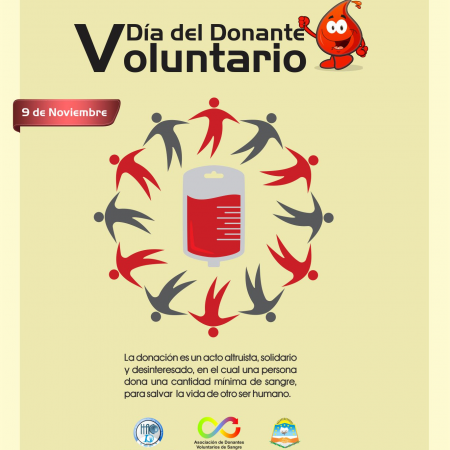 Día del Donante
Voluntario
9 de Noviembre
La donación es un acto altruista, solidario
y desinteresado, en el cual una persona
dona una cantidad mínima de sangre,
para salvar la vida de otro ser humano.
Asociación de Donantes
Voluntarios de Sangre